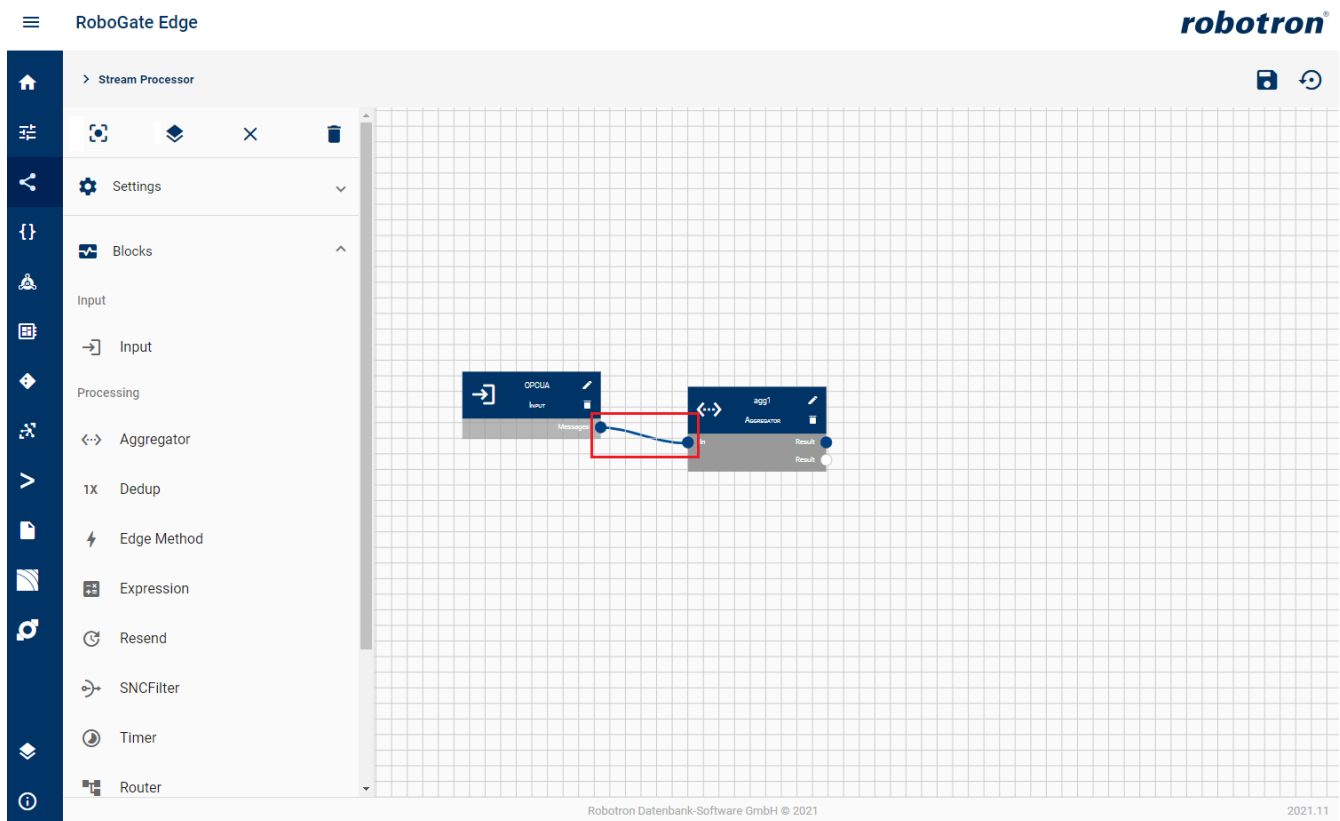 RoboGate Edge
robotron®
Stream Processor
Settings
Blocks
Input
Input
Processing
Aggregator
1X Dedup
Edge Method
Expression
Resend
SNCFilter
Timer
Router
OPCUA
INPUT
Messages
agg1
AGGREGATOR
In Result
Result
Robotron Datenbank-Software GmbH © 2021
2021.11